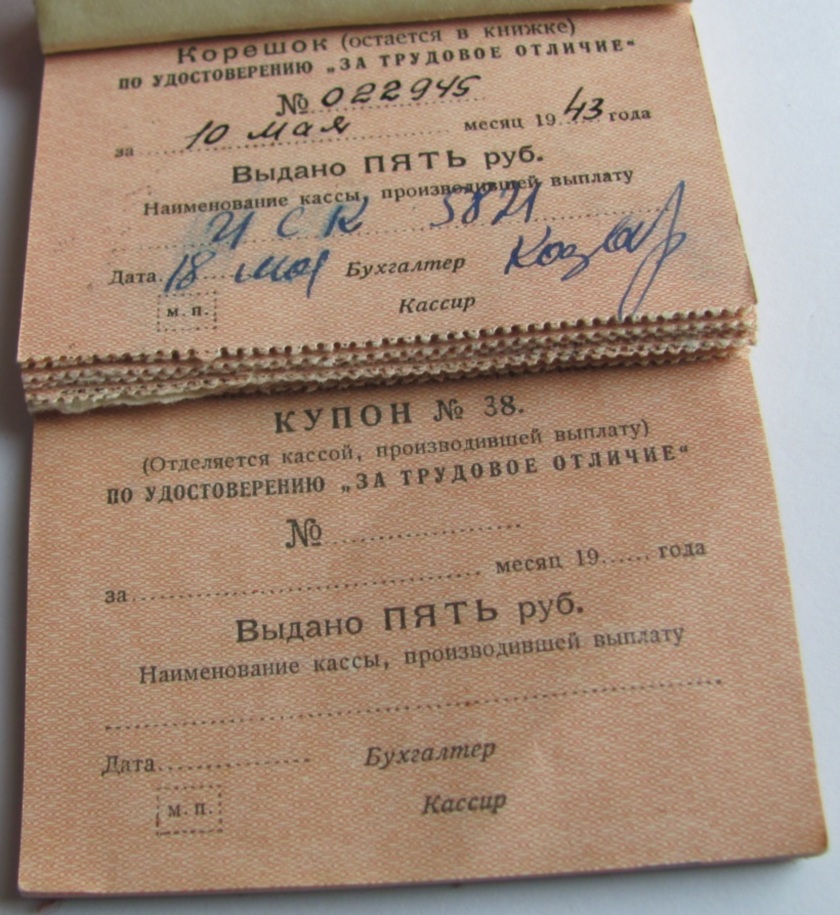 Корешок (остается в книжке)
ПО УДОСТОВЕРЕНИЮ „ЗА ТРУДОВОЕ ОТЛИЧИЕ“
№ 022945
за 10 мая месяц 1943 года
Выдано ПЯТЬ руб.
Наименование кассы, производившей выплату
ЦСК 5821
Дата 18 мая Бухгалтер
м. п. Кассир
КУПОН № 38.
(Отделяется кассой, производившей выплату)
ПО УДОСТОВЕРЕНИЮ „ЗА ТРУДОВОЕ ОТЛИЧИЕ“
№
за месяц 19 года
Выдано ПЯТЬ руб.
Наименование кассы, производившей выплату
Дата Бухгалтер
м. п. Кассир